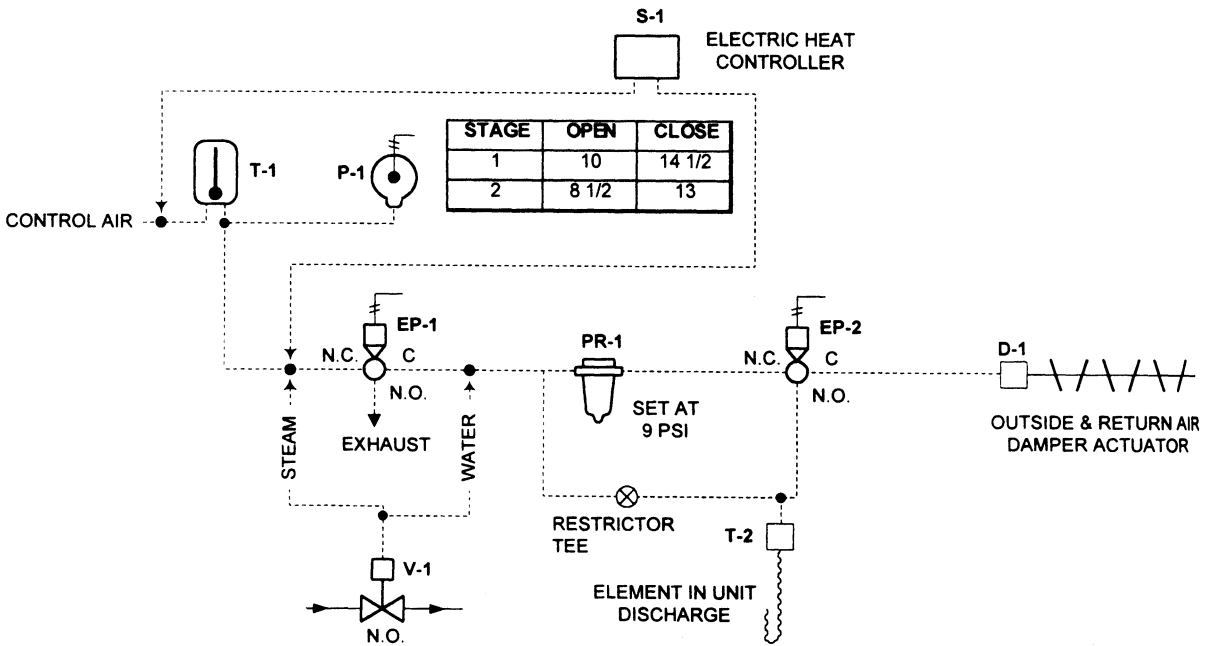 S-1
ELECTRIC HEAT
CONTROLLER
STAGE OPEN CLOSE
1 10 14 1/2
2 8 1/2 13
T-1
P-1
CONTROL AIR
EP-1
N.C. C
N.O.
EXHAUST
PR-1
SET AT
9 PSI
EP-2
N.C. C
N.O.
D-1
OUTSIDE & RETURN AIR
DAMPER ACTUATOR
STEAM
WATER
RESTRICTOR
TEE
T-2
ELEMENT IN UNIT
DISCHARGE
V-1
N.O.